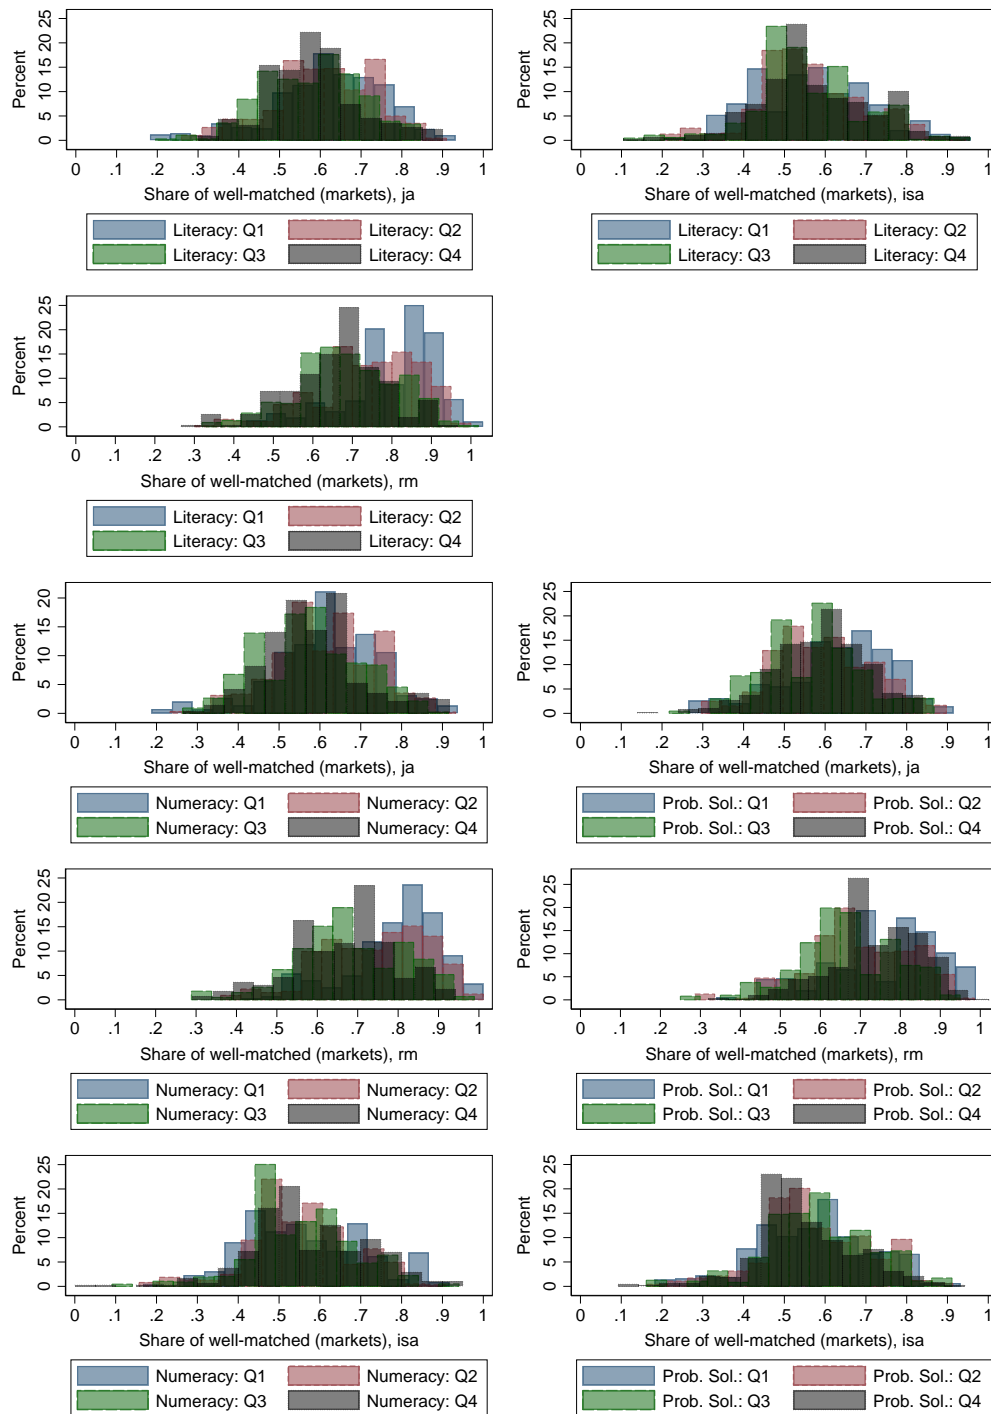 Percent
0 5 10 15 20 25
0 .1 .2 .3 .4 .5 .6 .7 .8 .9 1
Share of well-matched (markets), ja
Literacy: Q1 Literacy: Q2
Literacy: Q3 Literacy: Q4
Percent
0 5 10 15 20 25
0 .1 .2 .3 .4 .5 .6 .7 .8 .9 1
Share of well-matched (markets), isa
Literacy: Q1 Literacy: Q2
Literacy: Q3 Literacy: Q4
Percent
0 5 10 15 20 25
0 .1 .2 .3 .4 .5 .6 .7 .8 .9 1
Share of well-matched (markets), rm
Literacy: Q1 Literacy: Q2
Literacy: Q3 Literacy: Q4
Percent
0 5 10 15 20
0 .1 .2 .3 .4 .5 .6 .7 .8 .9 1
Share of well-matched (markets), ja
Numeracy: Q1 Numeracy: Q2
Numeracy: Q3 Numeracy: Q4
Percent
0 5 10 15 20 25
0 .1 .2 .3 .4 .5 .6 .7 .8 .9 1
Share of well-matched (markets), ja
Prob. Sol.: Q1 Prob. Sol.: Q2
Prob. Sol.: Q3 Prob. Sol.: Q4
Percent
0 5 10 15 20 25
0 .1 .2 .3 .4 .5 .6 .7 .8 .9 1
Share of well-matched (markets), rm
Numeracy: Q1 Numeracy: Q2
Numeracy: Q3 Numeracy: Q4
Percent
0 5 10 15 20 25
0 .1 .2 .3 .4 .5 .6 .7 .8 .9 1
Share of well-matched (markets), rm
Prob. Sol.: Q1 Prob. Sol.: Q2
Prob. Sol.: Q3 Prob. Sol.: Q4
Percent
0 5 10 15 20 25
0 .1 .2 .3 .4 .5 .6 .7 .8 .9 1
Share of well-matched (markets), isa
Numeracy: Q1 Numeracy: Q2
Numeracy: Q3 Numeracy: Q4
Percent
0 5 10 15 20 25
0 .1 .2 .3 .4 .5 .6 .7 .8 .9 1
Share of well-matched (markets), isa
Prob. Sol.: Q1 Prob. Sol.: Q2
Prob. Sol.: Q3 Prob. Sol.: Q4